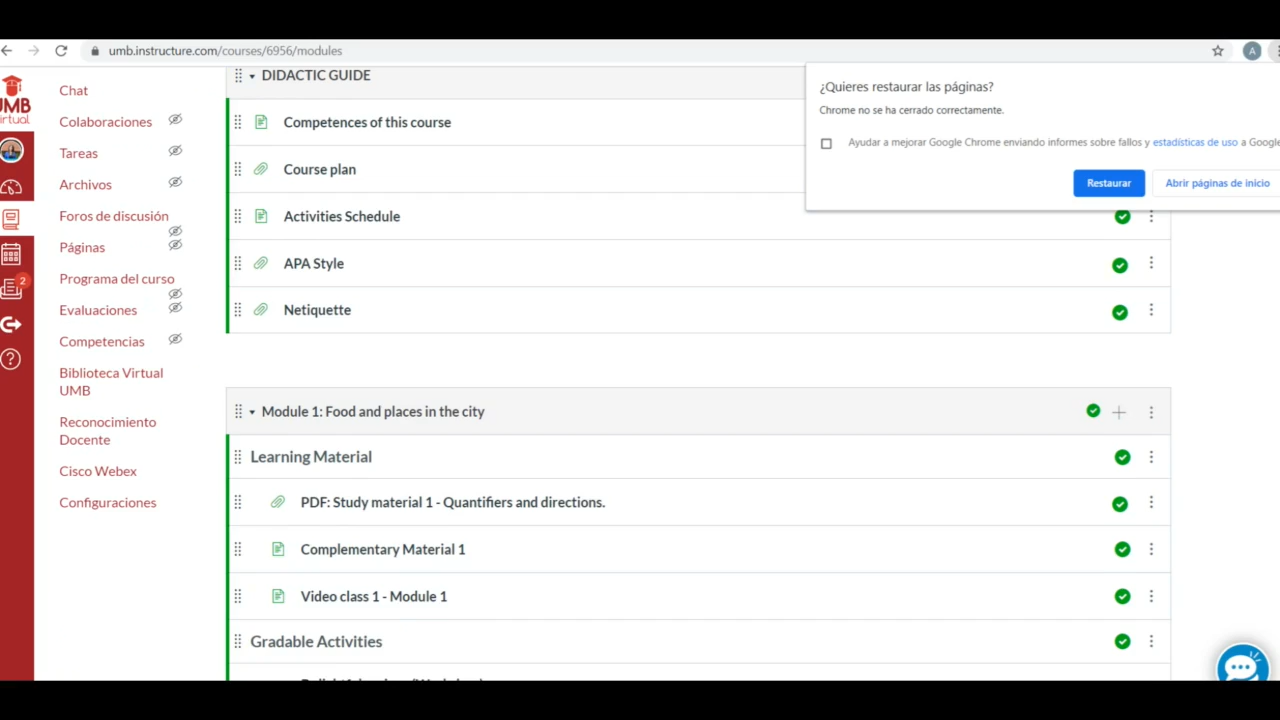 umb.instructure.com/courses/6956/modules
UMB
virtual
2
Chat
Colaboraciones
Tareas
Archivos
Foros de discusión
Páginas
Programa del curso
Evaluaciones
Competencias
Biblioteca Virtual
UMB
Reconocimiento
Docente
Cisco Webex
Configuraciones
DIDACTIC GUIDE
Competences of this course
Course plan
Activities Schedule
APA Style
Netiquette
Module 1: Food and places in the city
Learning Material
PDF: Study material 1 - Quantifiers and directions.
Complementary Material 1
Video class 1 - Module 1
Gradable Activities
A
¿Quieres restaurar las páginas?
Chrome no se ha cerrado correctamente.
Ayudar a mejorar Google Chrome enviando informes sobre fallos y estadísticas de uso a Google
Restaurar
Abrir páginas de inicio